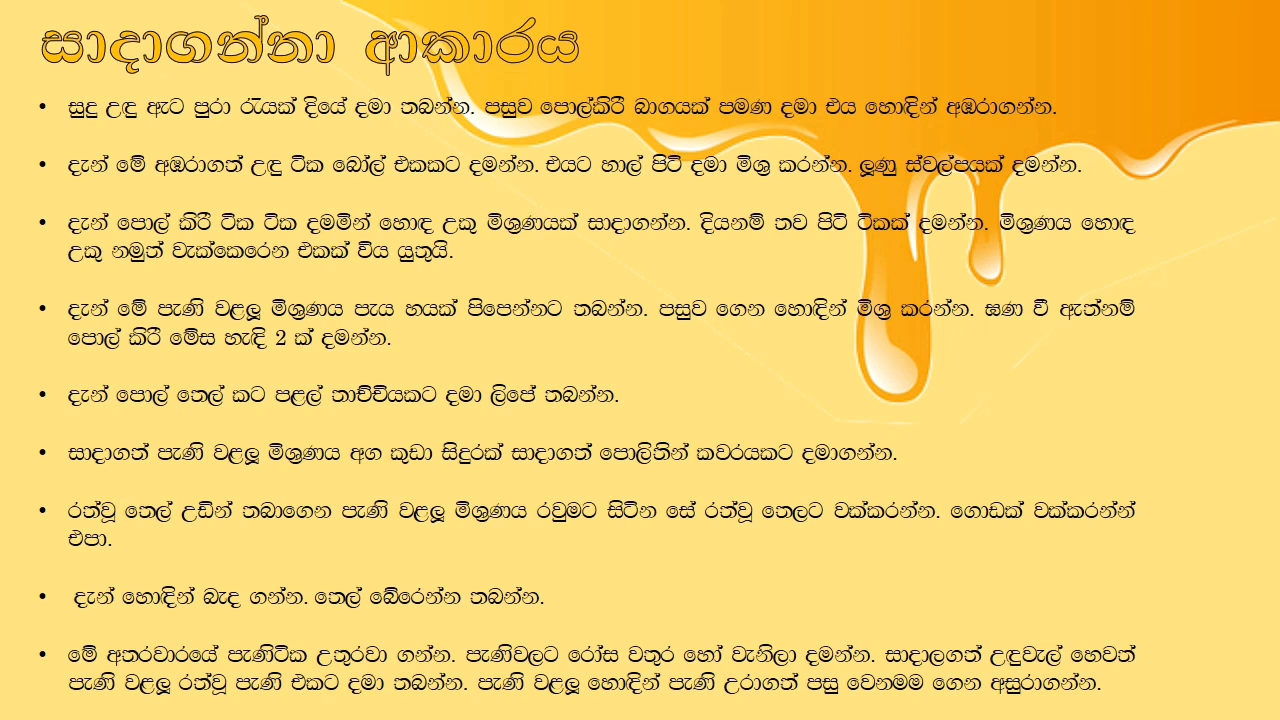 සාදාගන්නා ආකාරය
• සුදු උඳු ඇට පුරා රැයක් දියේ දමා තබන්න. පසුව පොල්කිරී බාගයක් පමණ දමා එය හොඳින් අඹරාගන්න.
• දැන් මේ අඹරාගත් උඳු ටික බෝල් එකකට දමන්න. එයට හාල් පිටි දමා මිශ්‍ර කරන්න. ලූණු ස්වල්පයක් දමන්න.
• දැන් පොල් කිරී ටික ටික දමමින් හොඳ උකු මිශ්‍රණයක් සාදාගන්න. දියනම් තව පිටි ටිකක් දමන්න. මිශ්‍රණය හොඳ
උකු නමුත් වැක්කෙරෙන එකක් විය යුතුයි.
• දැන් මේ පැණි වළලූ මිශ්‍රණය පැය හයක් පිපෙන්නට තබන්න. පසුව ගෙන හොඳින් මිශ්‍ර කරන්න. ඝණ වී ඇත්නම්
පොල් කිරී මේස හැඳි 2 ක් දමන්න.
• දැන් පොල් තෙල් කට පළල් තාච්චියකට දමා ලිපේ තබන්න.
• සාදාගත් පැණි වළලූ මිශ්‍රණය අග කුඩා සිදුරක් සාදාගත් පොලිතින් කවරයකට දමාගන්න.
• රත්වූ තෙල් උඩින් තබාගෙන පැණි වළලූ මිශ්‍රණය රවුමට සිටින සේ රත්වූ තෙලට වක්කරන්න. ගොඩක් වක්කරන්න්
එපා.
• දැන් හොඳින් බැද ගන්න. තෙල් බේරෙන්න තබන්න.
• මේ අතරවාරයේ පැණිටික උතුරවා ගන්න. පැණිවලට රෝස වතුර හෝ වැනිලා දමන්න. සාදාලගත් උඳුවැල් හෙවත්
පැණි වළලූ රත්වූ පැණි එකට දමා තබන්න. පැණි වළලූ හොඳින් පැණි උරාගත් පසු වෙනමම ගෙන අසුරාගන්න.